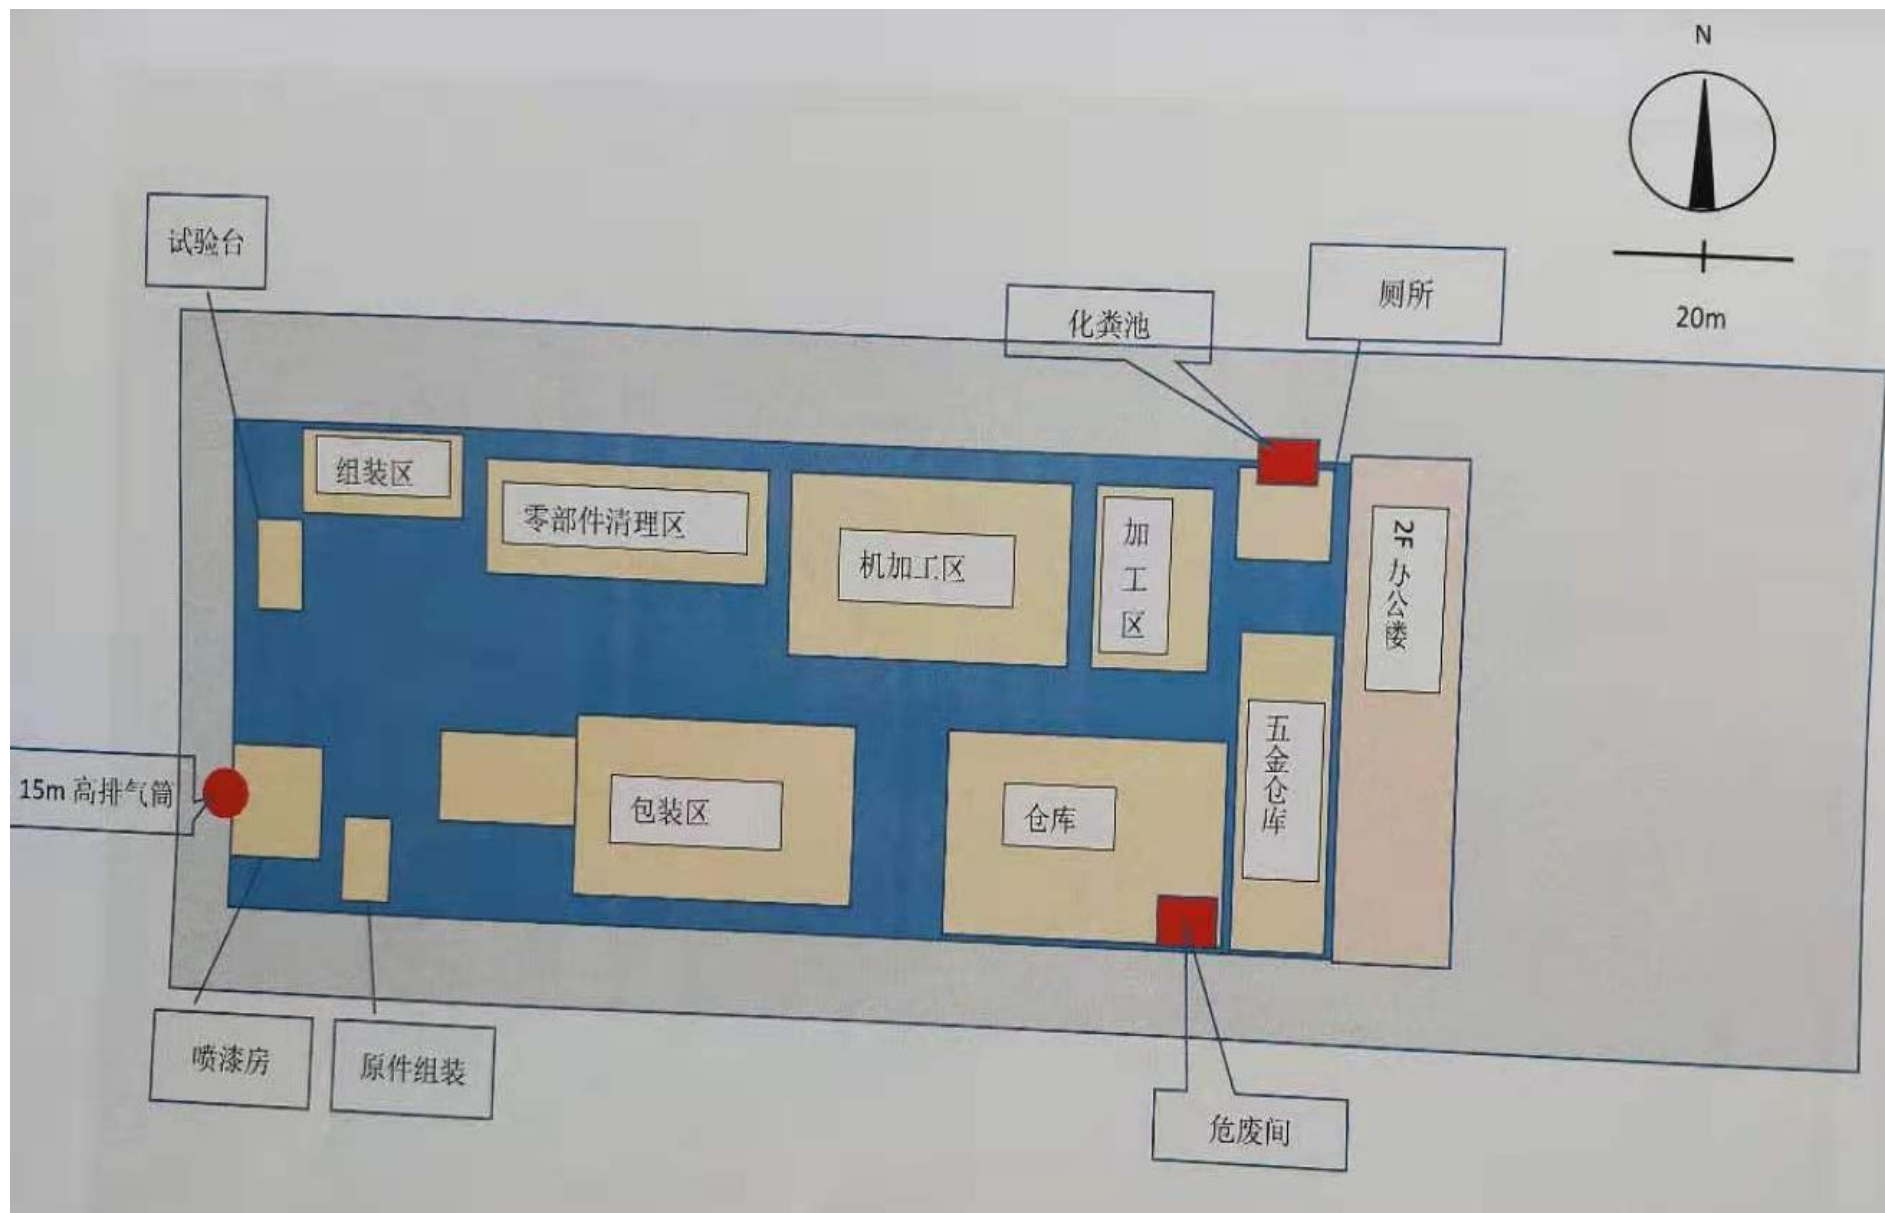 N
20m
试验台
化粪池
厕所
组装区
零部件清理区
机加工区
加
工
区
2F 办公楼
五金仓库
15m 高排气筒
包装区
仓库
喷漆房
原件组装
危废间